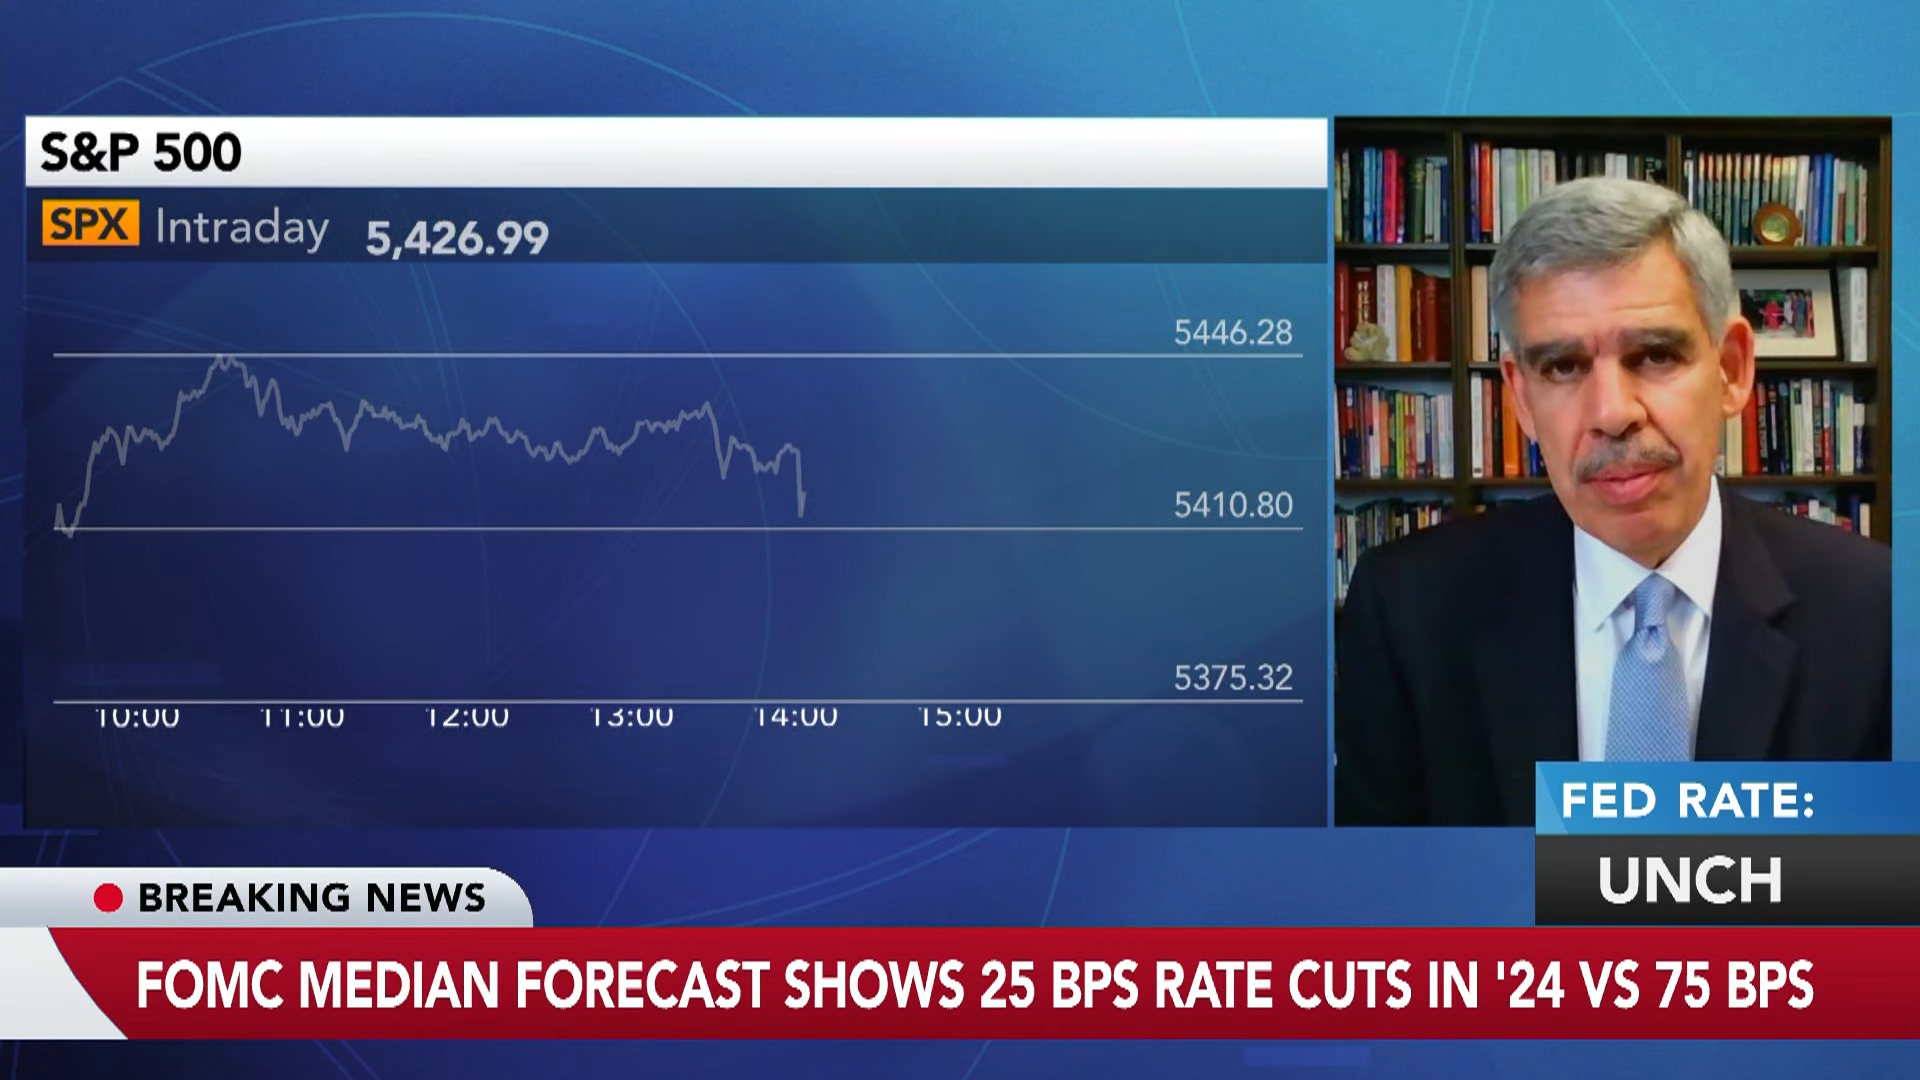 S&P 500
SPX Intraday 5,426.99
5446.28
5410.80
5375.32
10:00 11:00 12:00 13:00 14:00 15:00
FED RATE:
UNCH
BREAKING NEWS
FOMC MEDIAN FORECAST SHOWS 25 BPS RATE CUTS IN '24 VS 75 BPS